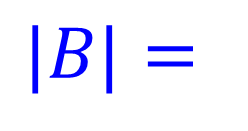 |B| =